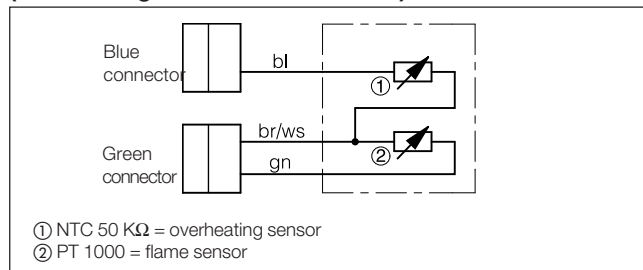 Blue
connector
bl
①
br/ws
Green
connector
gn
②
① NTC 50 KΩ = overheating sensor
② PT 1000 = flame sensor